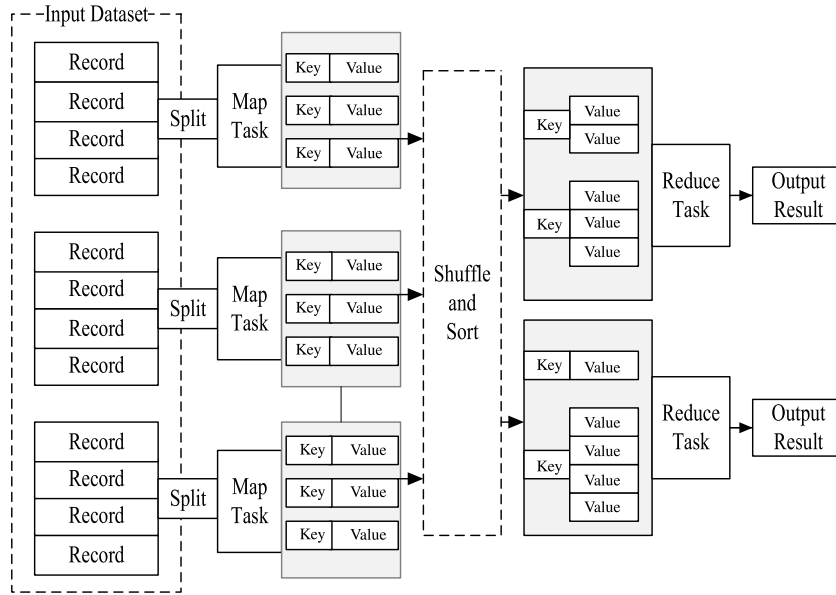 Input Dataset
Record
Record
Record
Record
Split
Map
Task
Key Value
Key Value
Key Value
Record
Record
Record
Record
Split
Map
Task
Key Value
Key Value
Key Value
Record
Record
Record
Record
Split
Map
Task
Key Value
Key Value
Key Value
Shuffle
and
Sort
Key
Value
Value
Key
Value
Value
Value
Reduce
Task
Output
Result
Key Value
Key
Value
Value
Value
Value
Reduce
Task
Output
Result